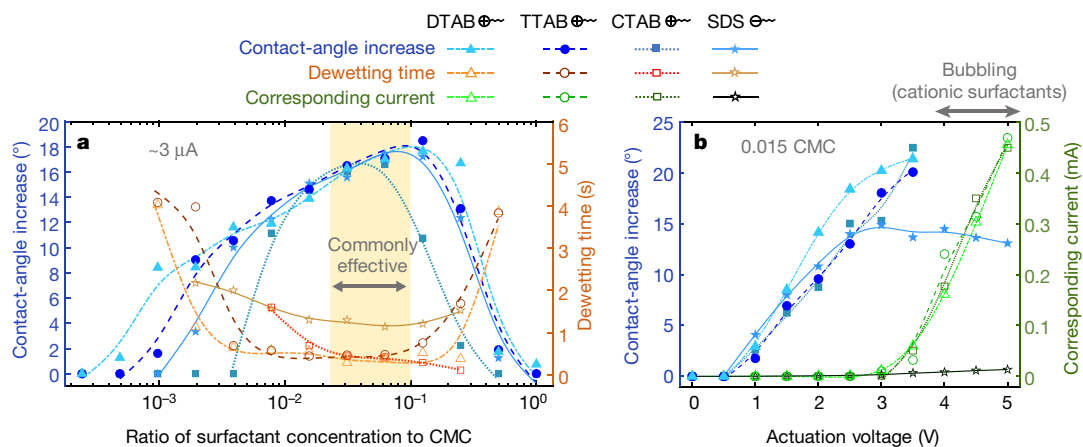 DTAB TTAB CTAB SDS
Contact-angle increase
Dewetting time
Corresponding current
Bubbling
(cationic surfactants)
a
~3 μA
Commonly
effective
Contact-angle increase (°)
20
18
16
14
12
10
8
6
4
2
0
Dewetting time (s)
6
5
4
3
2
1
0
10⁻³ 10⁻² 10⁻¹ 10⁰
Ratio of surfactant concentration to CMC
b
0.015 CMC
Contact-angle increase (°)
25
20
15
10
5
0
Corresponding current (mA)
0.5
0.4
0.3
0.2
0.1
0
0 1 2 3 4 5
Actuation voltage (V)